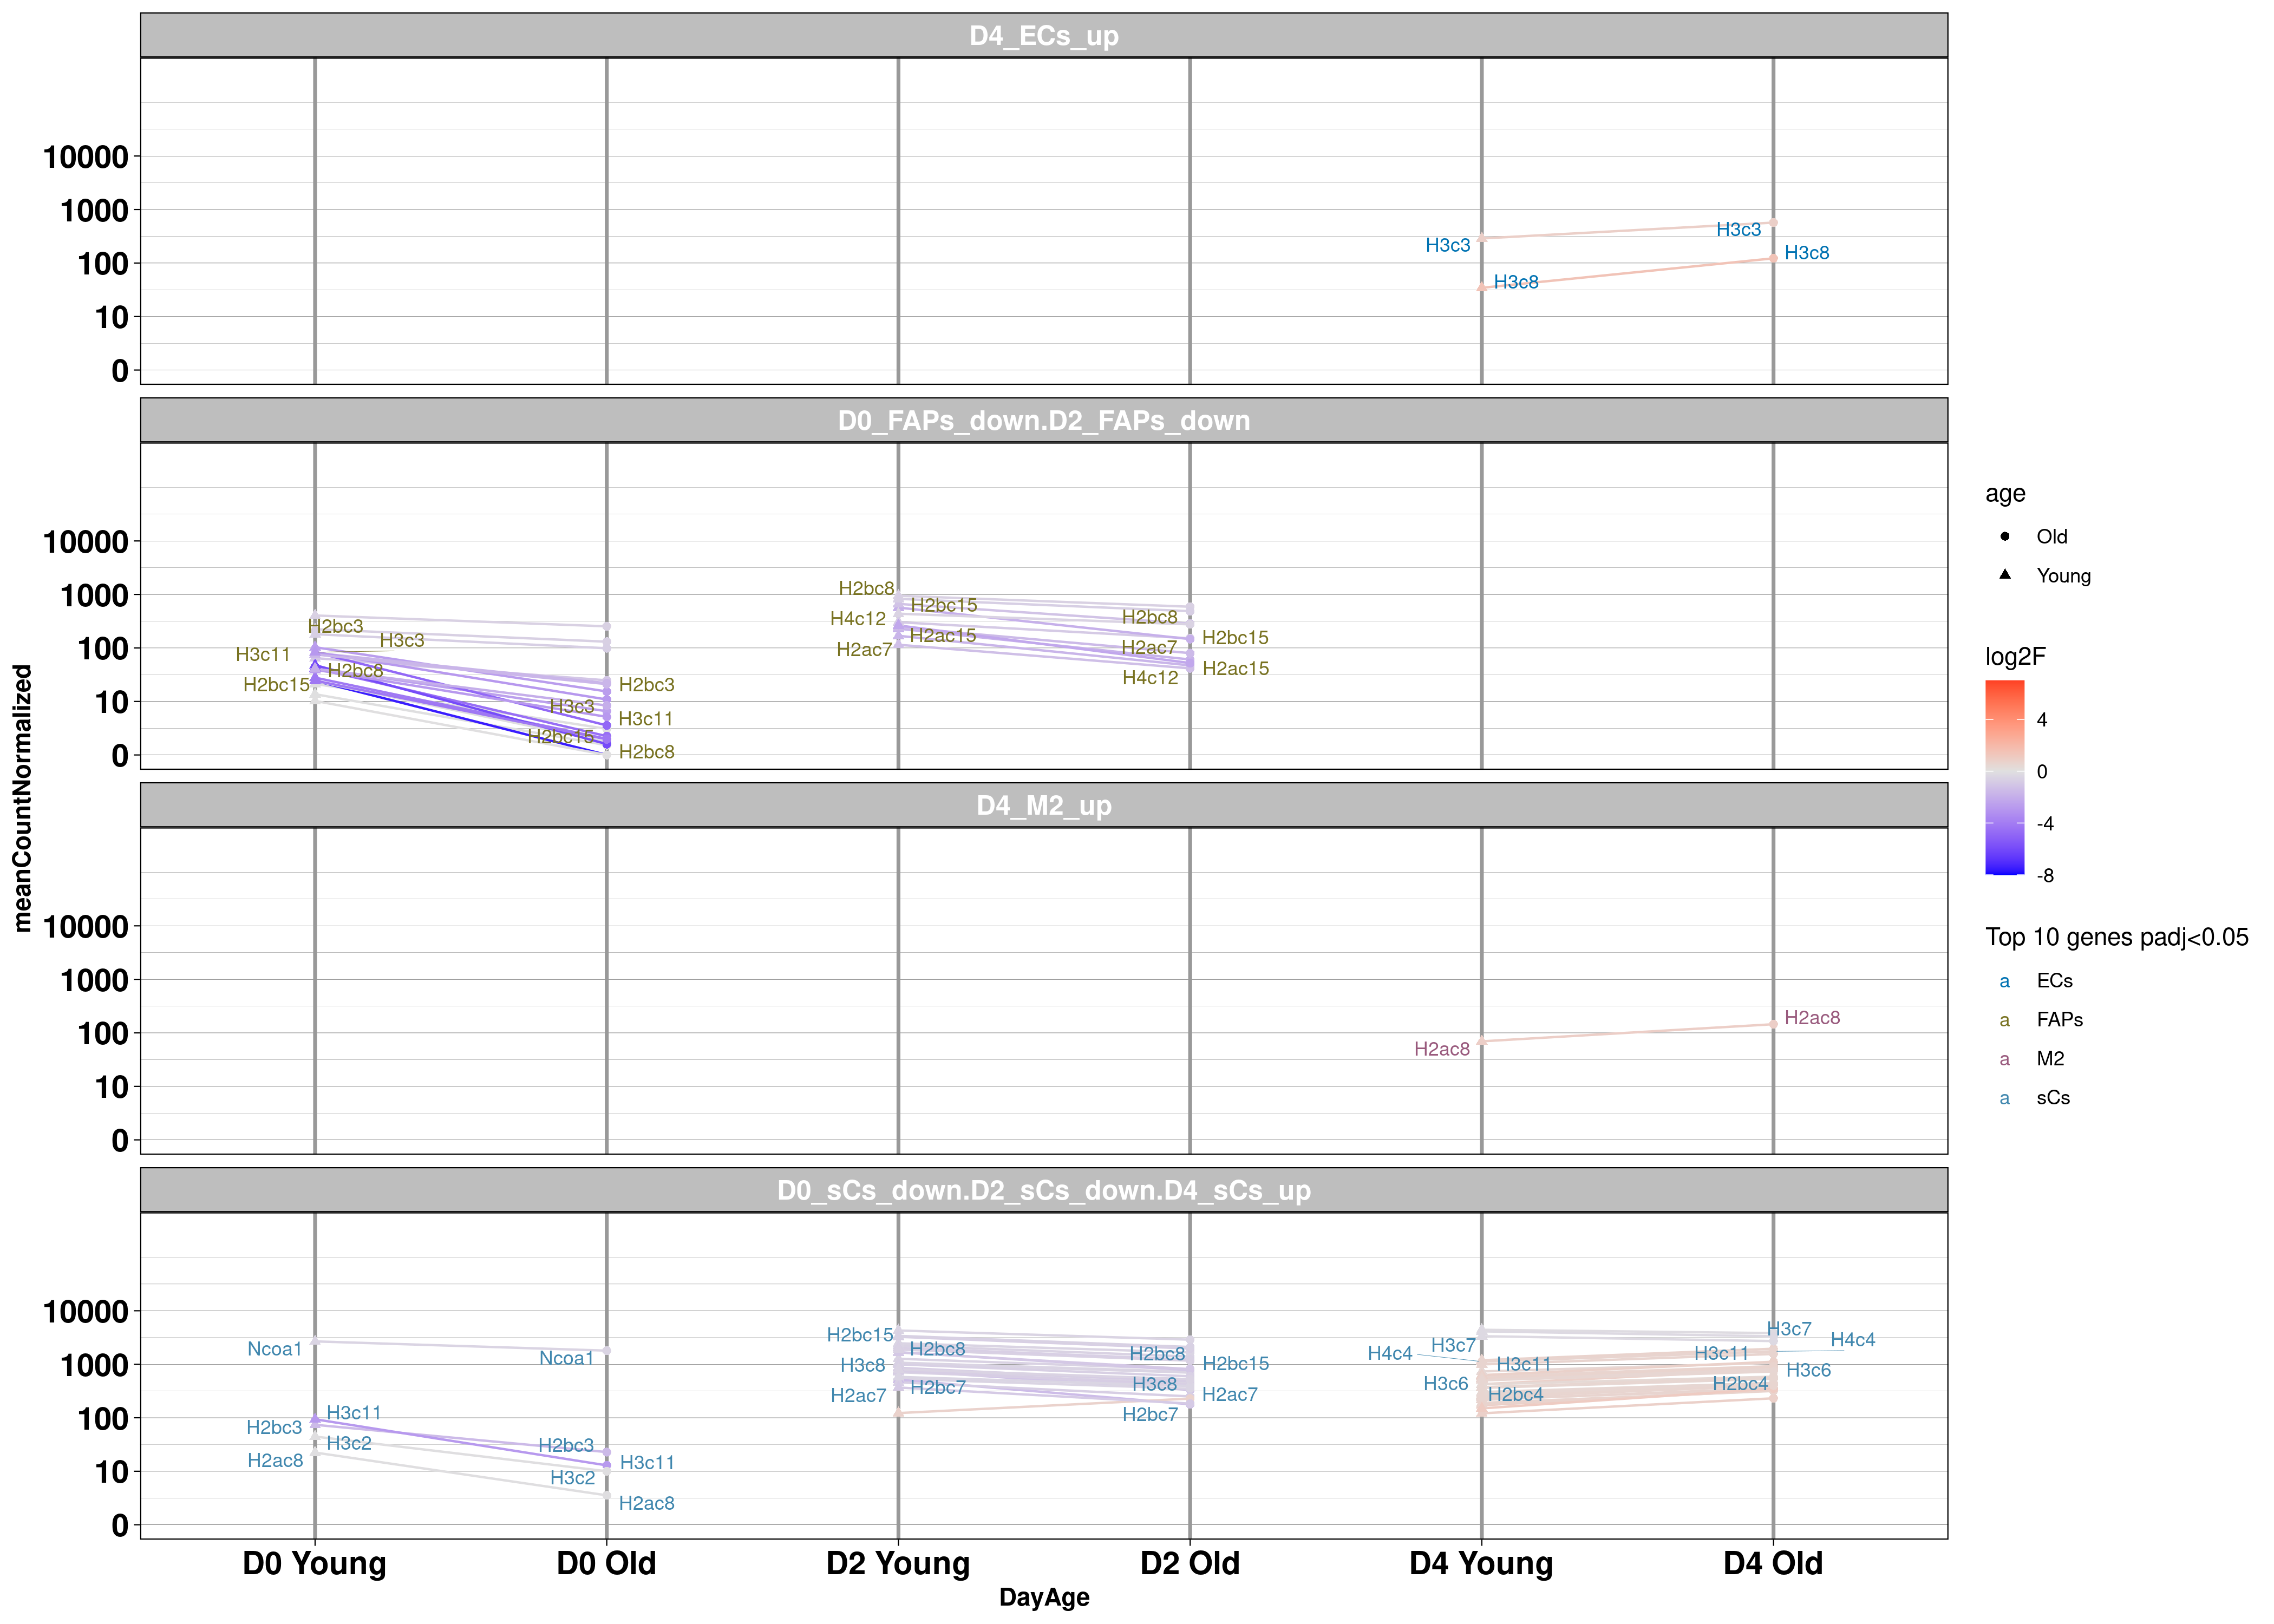 D4_ECs_up
10000
1000
100
10
0
H3c3
H3c3
H3c8
H3c8
D0_FAPs_down.D2_FAPs_down
10000
1000
100
10
0
H2bc3
H3c3
H3c11
H2bc8
H2bc15
H2bc3
H3c3
H3c11
H2bc15
H2bc8
H2bc8
H2bc15
H4c12
H2ac15
H2ac7
H2bc8
H2bc15
H2ac7
H2ac15
H4c12
D4_M2_up
10000
1000
100
10
0
H2ac8
H2ac8
D0_sCs_down.D2_sCs_down.D4_sCs_up
10000
1000
100
10
0
Ncoa1
Ncoa1
H3c11
H2bc3
H3c2
H2ac8
H2bc3
H3c11
H3c2
H2ac8
H2bc15
H2bc8
H3c8
H2bc7
H2ac7
H2bc8
H2bc15
H3c8
H2ac7
H2bc7
H3c7
H4c4
H3c11
H3c6
H2bc4
H3c7
H4c4
H3c11
H3c6
H2bc4
D0 Young
D0 Old
D2 Young
D2 Old
D4 Young
D4 Old
DayAge
meanCountNormalized
age
Old
Young
log2F
4
0
-4
-8
Top 10 genes padj<0.05
a ECs
a FAPs
a M2
a sCs